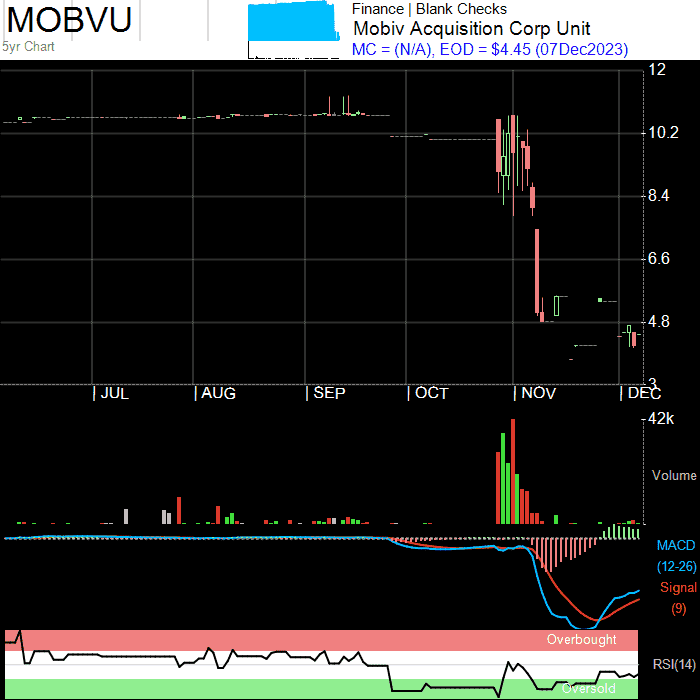 MOBVU
5yr Chart
Finance | Blank Checks
Mobiv Acquisition Corp Unit
MC = (N/A), EOD = $4.45 (07Dec2023)
12
10.2
8.4
6.6
4.8
3
| JUL | AUG | SEP | OCT | NOV | DEC
42k
Volume
MACD
(12-26)
Signal
(9)
Overbought
RSI(14)
Oversold